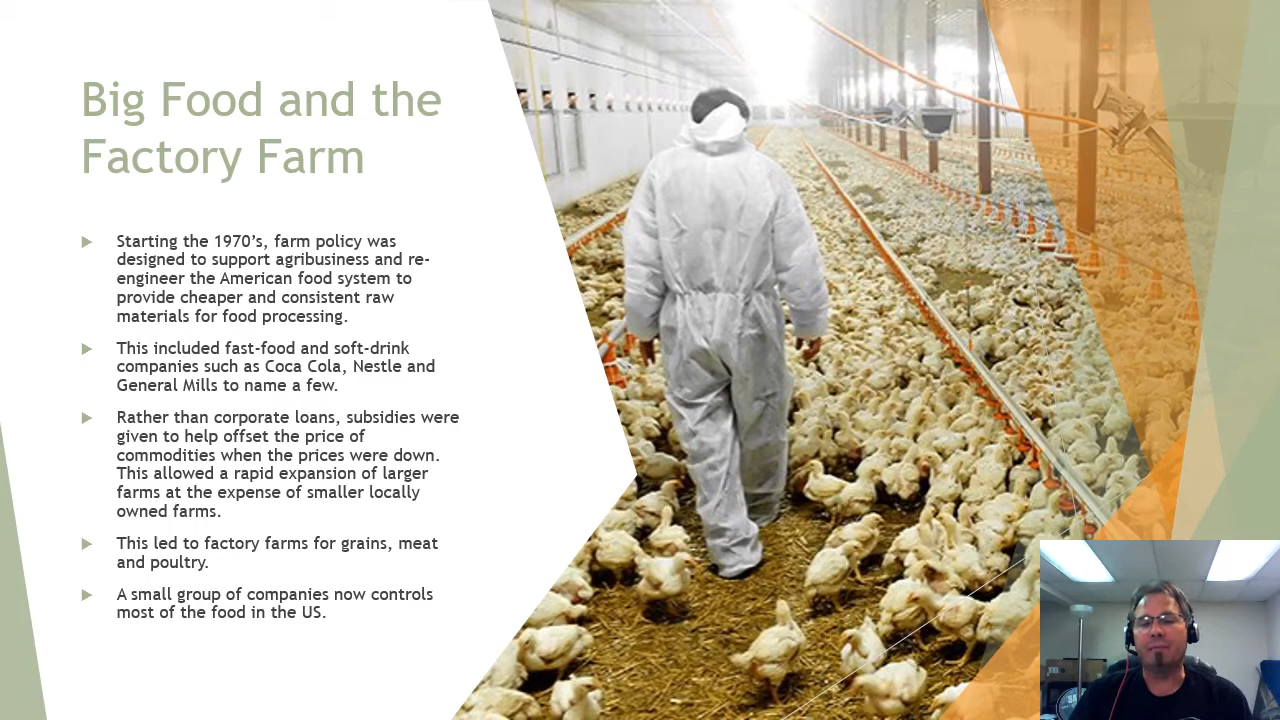 Big Food and the
Factory Farm
Starting the 1970’s, farm policy was
designed to support agribusiness and re-
engineer the American food system to
provide cheaper and consistent raw
materials for food processing.
This included fast-food and soft-drink
companies such as Coca Cola, Nestle and
General Mills to name a few.
Rather than corporate loans, subsidies were
given to help offset the price of
commodities when the prices were down.
This allowed a rapid expansion of larger
farms at the expense of smaller locally
owned farms.
This led to factory farms for grains, meat
and poultry.
A small group of companies now controls
most of the food in the US.